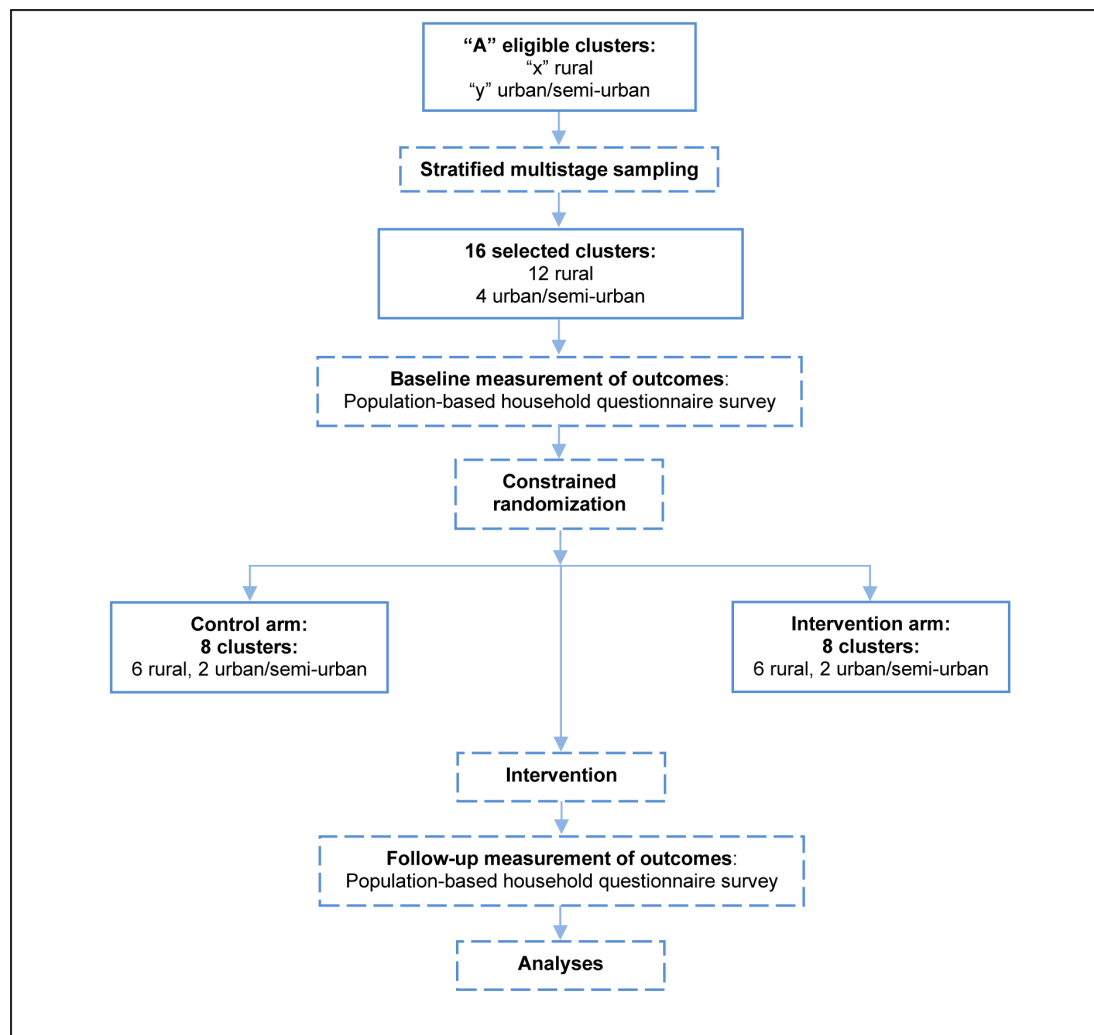 “A” eligible clusters:
“x” rural
“y” urban/semi-urban
Stratified multistage sampling
16 selected clusters:
12 rural
4 urban/semi-urban
Baseline measurement of outcomes:
Population-based household questionnaire survey
Constrained
randomization
Control arm:
8 clusters:
6 rural, 2 urban/semi-urban
Intervention arm:
8 clusters:
6 rural, 2 urban/semi-urban
Intervention
Follow-up measurement of outcomes:
Population-based household questionnaire survey
Analyses